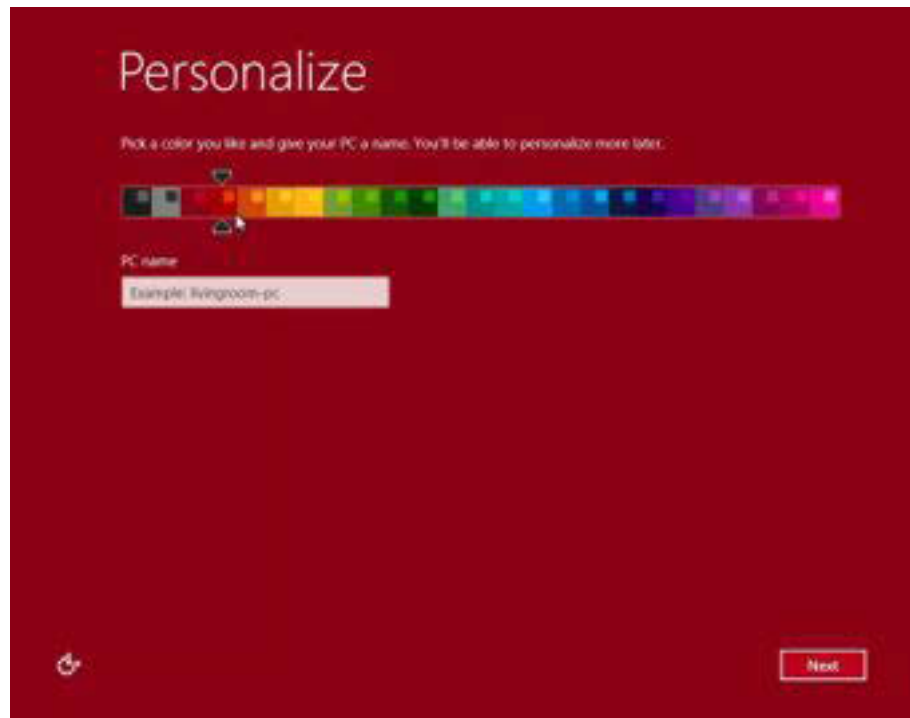 Personalize
Pick a color you like and give your PC a name. You'll be able to personalize more later.
PC name
Example: livingroom-pc
Next